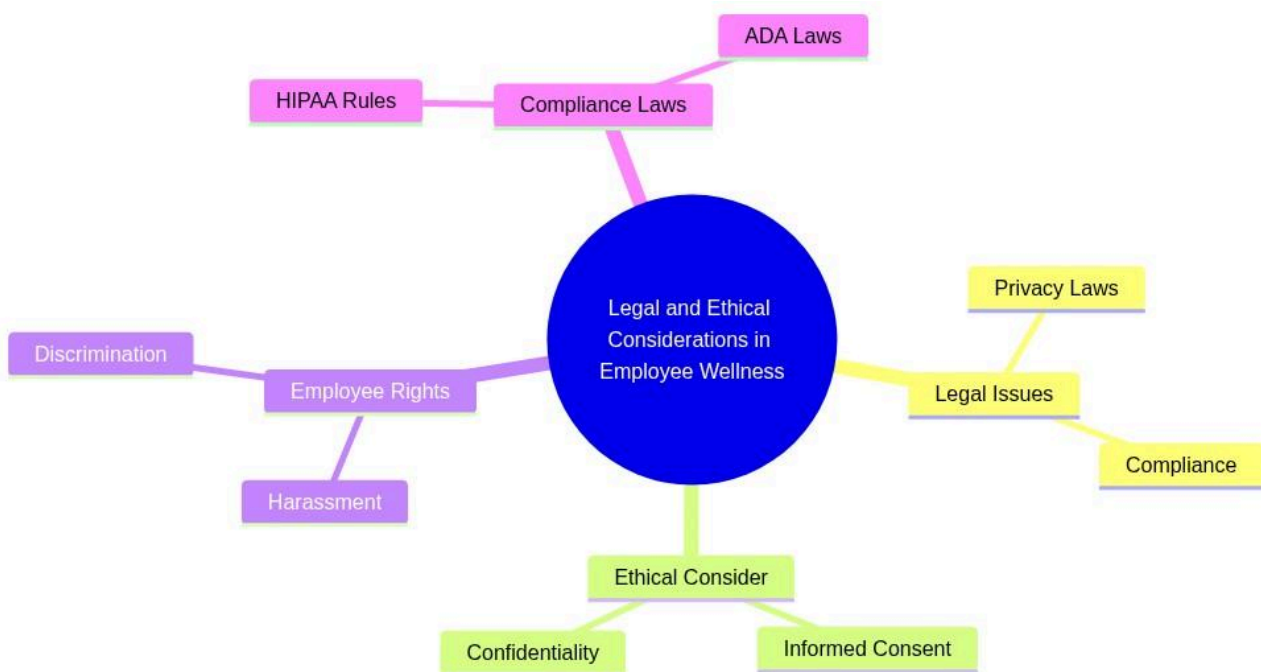 ADA Laws
HIPAA Rules
Compliance Laws
Legal and Ethical
Considerations in
Employee Wellness
Privacy Laws
Legal Issues
Compliance
Discrimination
Employee Rights
Harassment
Ethical Consider
Confidentiality
Informed Consent